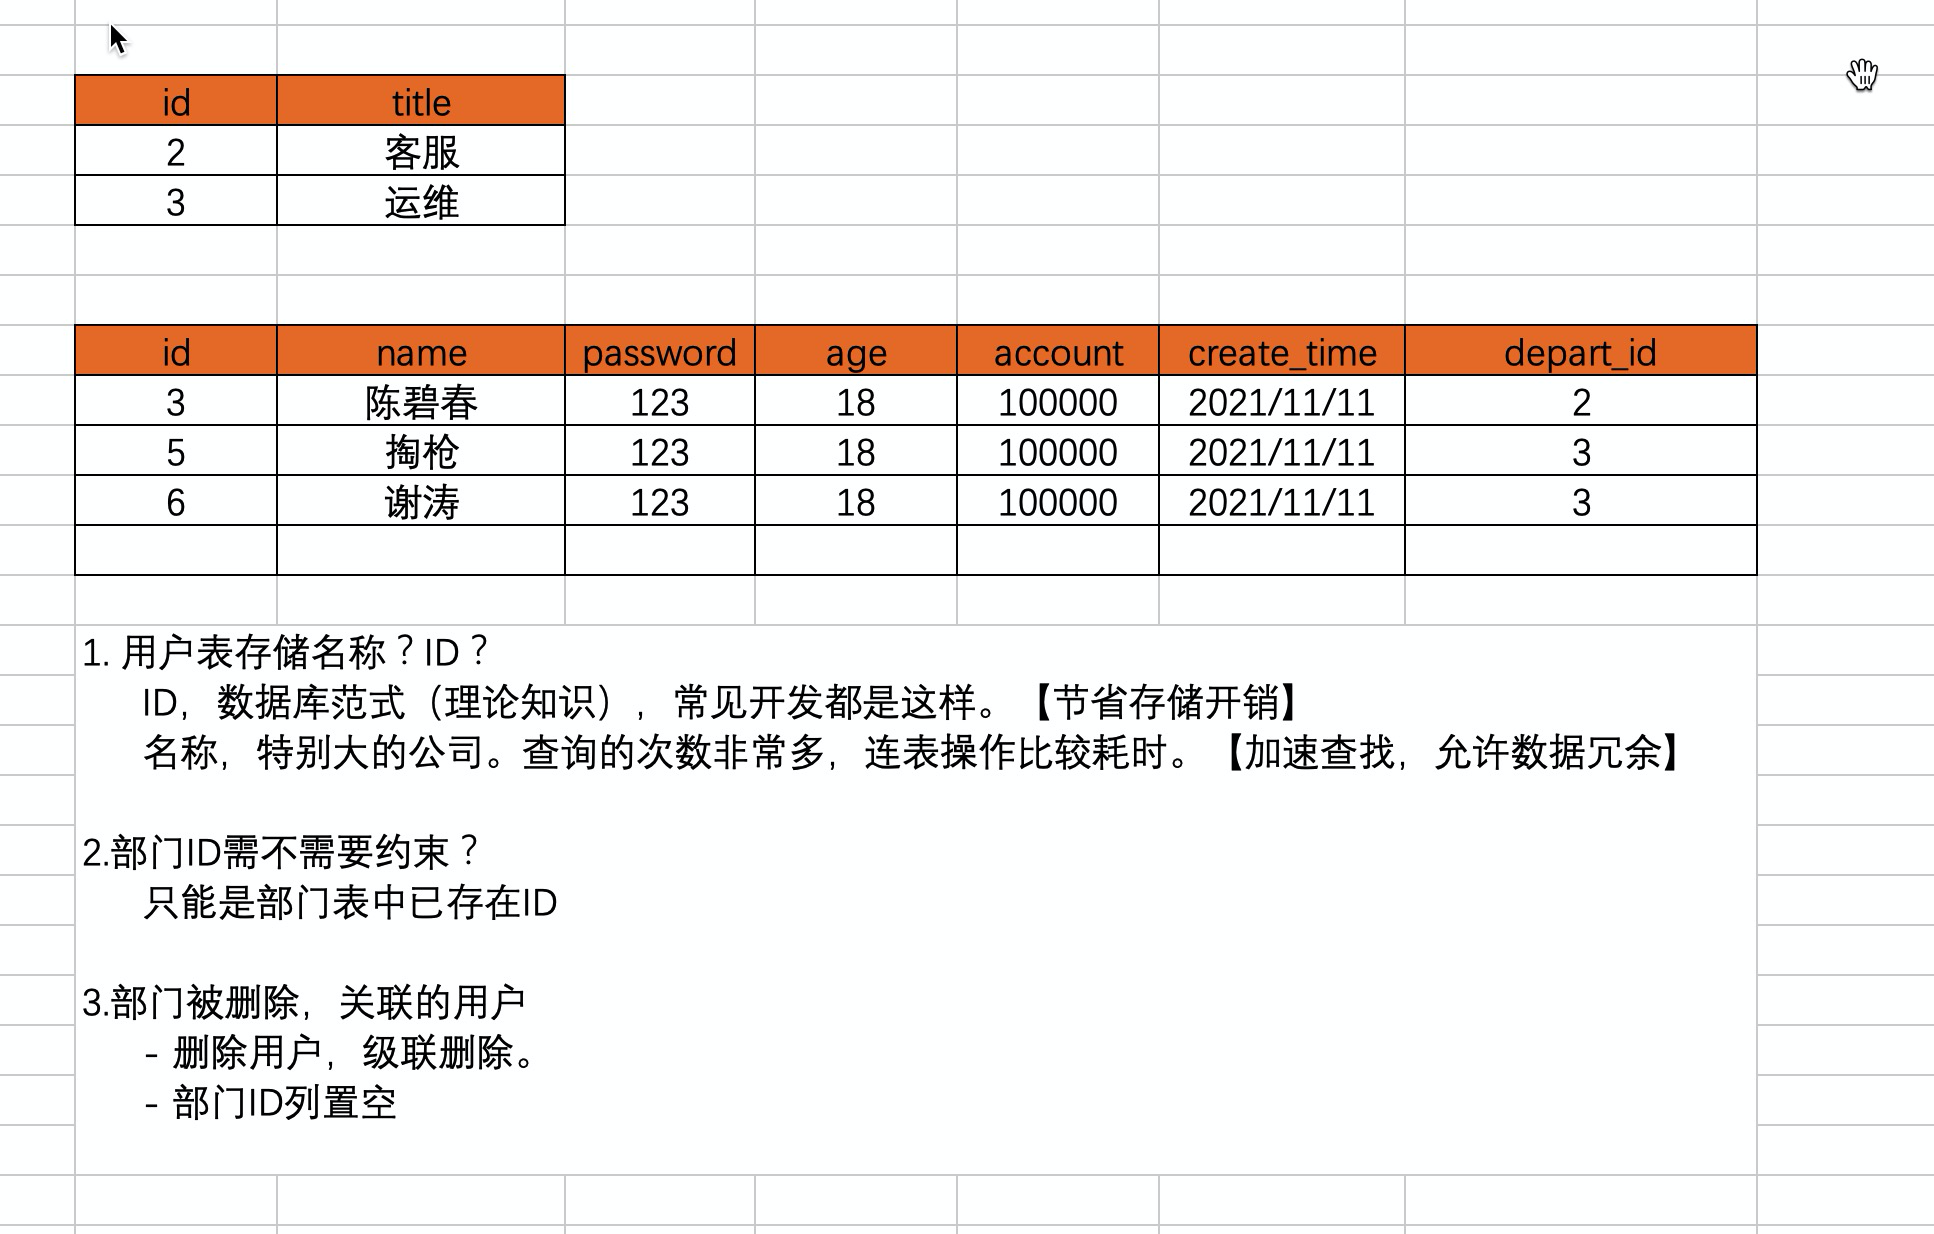 id title
2 客服
3 运维
id name password age account create_time depart_id
3 陈碧春 123 18 100000 2021/11/11 2
5 掏枪 123 18 100000 2021/11/11 3
6 谢涛 123 18 100000 2021/11/11 3
1. 用户表存储名称？ID？
ID，数据库范式（理论知识），常见开发都是这样。【节省存储开销】
名称，特别大的公司。查询的次数非常多，连表操作比较耗时。【加速查找，允许数据冗余】
2.部门ID需不需要约束？
只能是部门表中已存在ID
3.部门被删除，关联的用户
- 删除用户，级联删除。
- 部门ID列置空